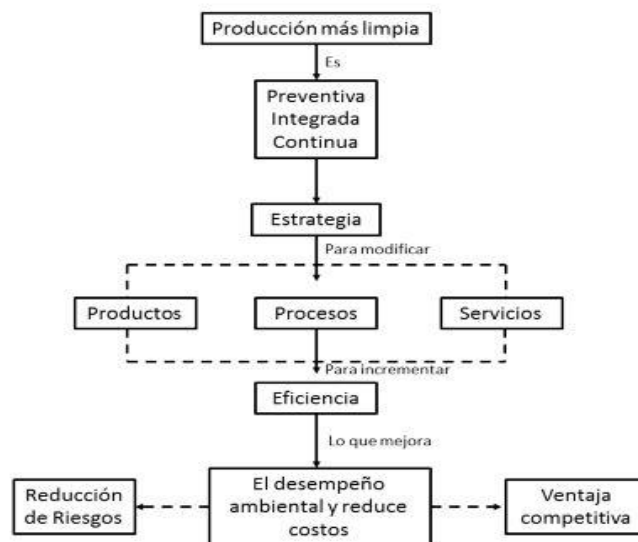 Producción más limpia
Es
Preventiva
Integrada
Continua
Estrategia
Para modificar
Productos
Procesos
Servicios
Para incrementar
Eficiencia
Lo que mejora
Reducción
de Riesgos
El desempeño
ambiental y reduce
costos
Ventaja
competitiva